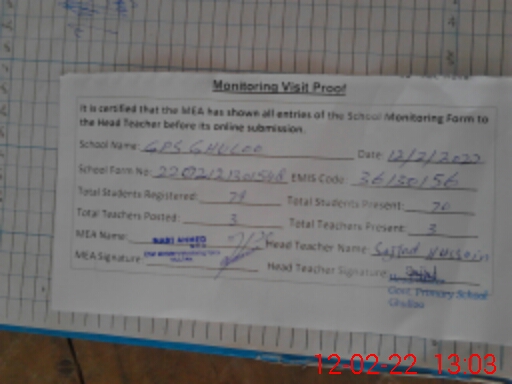 Monitoring Visit Proof
It is certified that the MEA has shown all entries of the School Monitoring Form to
the Head Teacher before its online submission.
School Name: GPS GHULOO Date: 12/2/2022
School Form No: EMIS Code: 36130156
Total Students Registered: 79 Total Students Present: 70
Total Teachers Posted: 3 Total Teachers Present: 3
MEA Name: Head Teacher Name: Sajjad Hussain
MEA Signature: Head Teacher Signature:
Govt. Primary School
Ghulloo
12-02-22 13:03